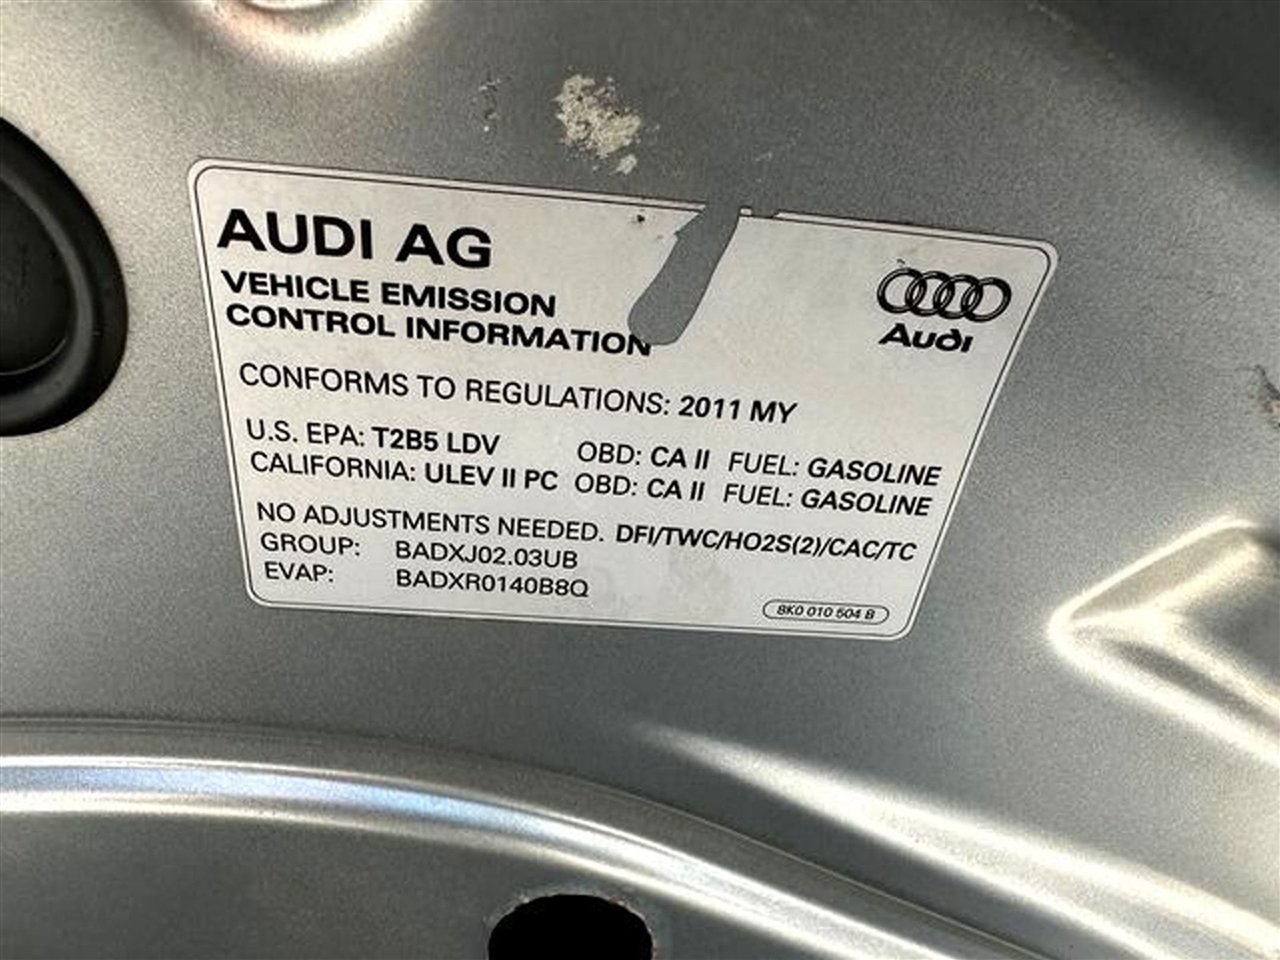 AUDI AG
VEHICLE EMISSION
CONTROL INFORMATION
Audi
CONFORMS TO REGULATIONS: 2011 MY
U.S. EPA: T2B5 LDV OBD: CA II FUEL: GASOLINE
CALIFORNIA: ULEV II PC OBD: CA II FUEL: GASOLINE
NO ADJUSTMENTS NEEDED. DFI/TWC/HO2S(2)/CAC/TC
GROUP: BADXJ02.03UB
EVAP: BADXR0140B8Q
8K0 010 504 B